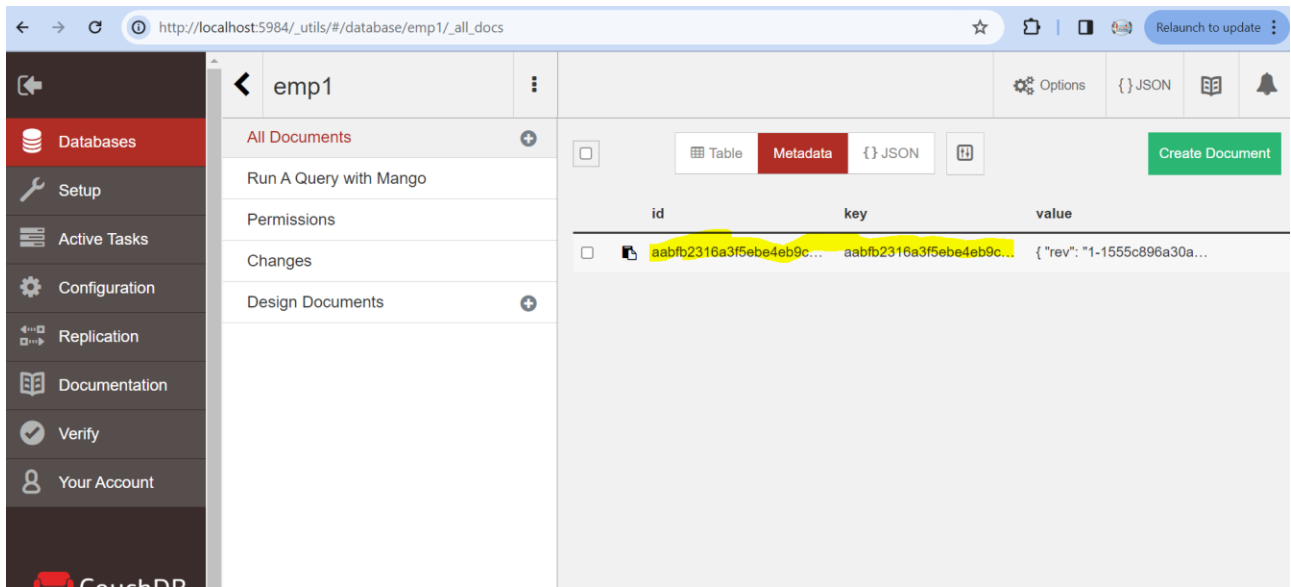 http://localhost:5984/_utils/#/database/emp1/_all_docs
Relaunch to update
emp1
Options
{ } JSON
Databases
Setup
Active Tasks
Configuration
Replication
Documentation
Verify
Your Account
CouchDB
All Documents
Run A Query with Mango
Permissions
Changes
Design Documents
Table
Metadata
{ } JSON
Create Document
id key value
aabfb2316a3f5ebe4eb9c... aabfb2316a3f5ebe4eb9c... { "rev": "1-1555c896a30a...